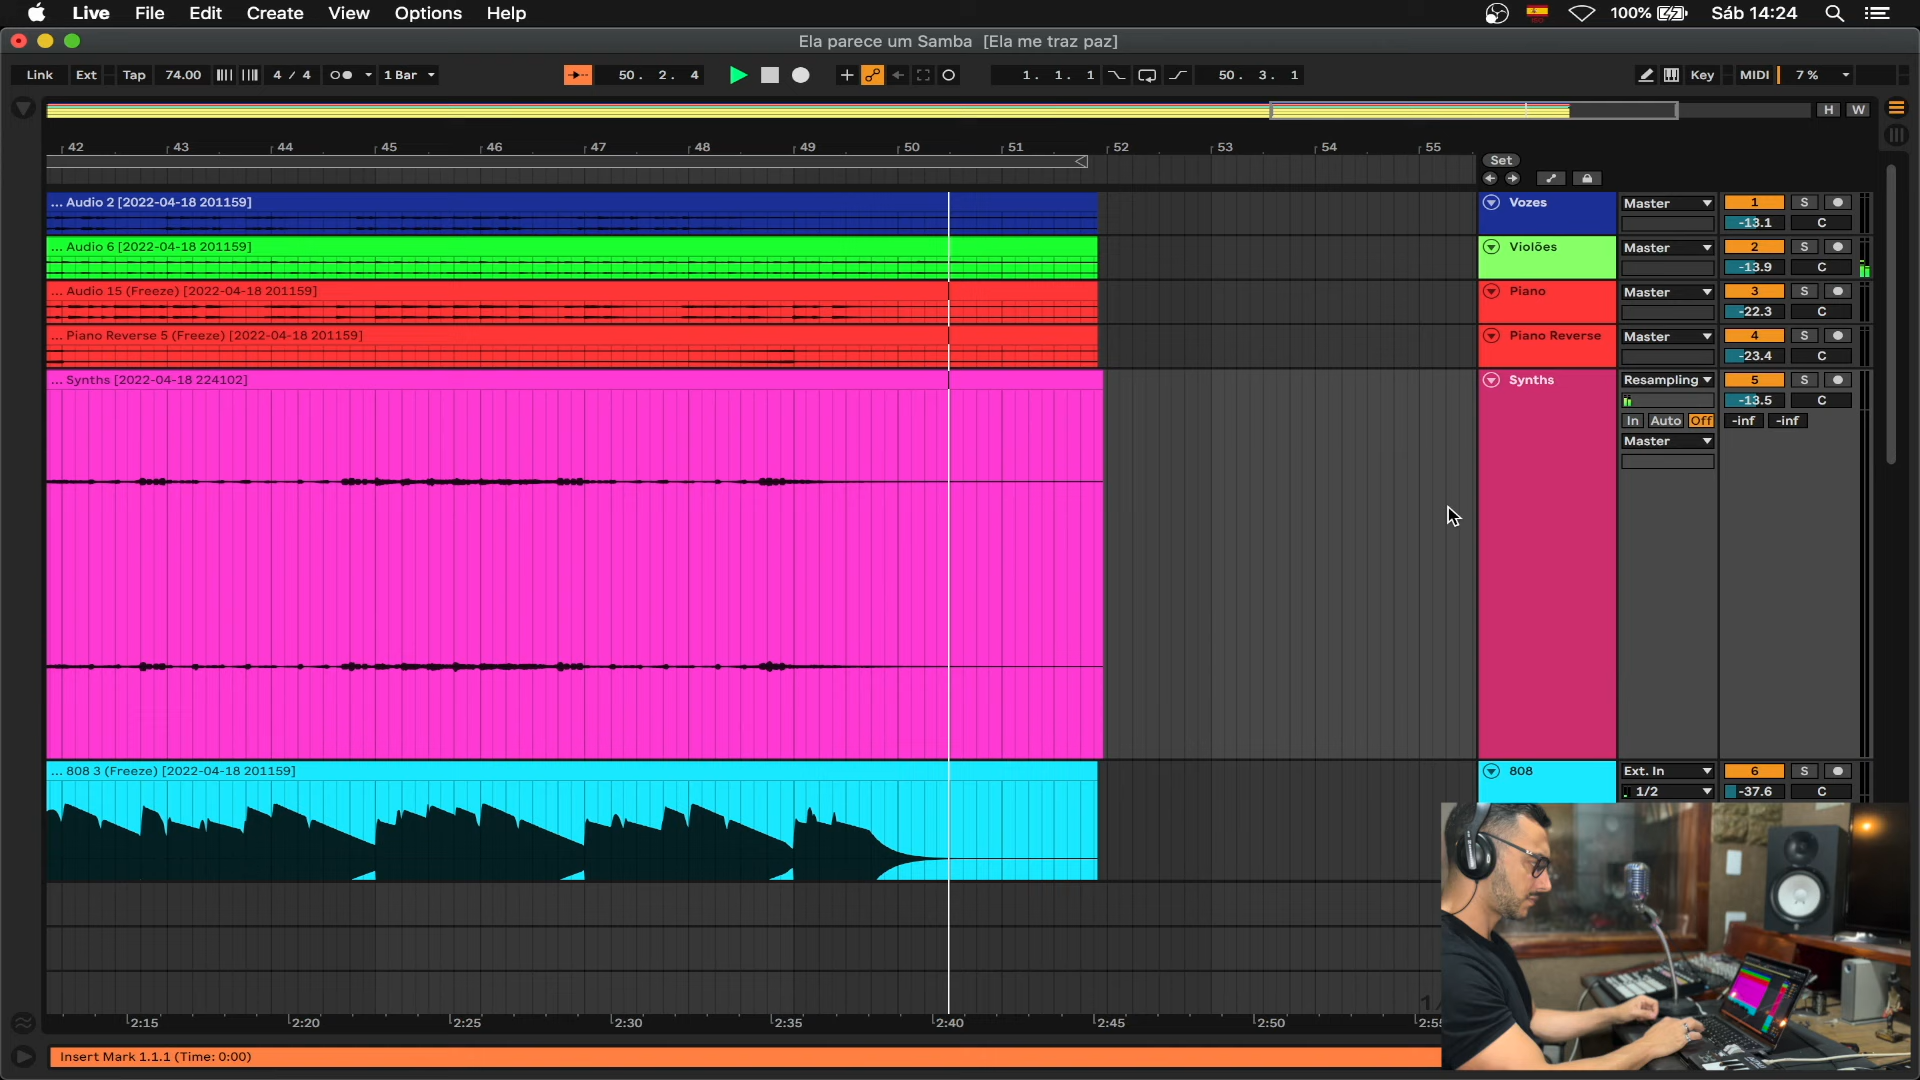 Live File Edit Create View Options Help 100% Sáb 14:24
Ela parece um Samba [Ela me traz paz]
Link Ext Tap 74.00 4 / 4 1 Bar 50. 2. 4 1. 1. 1 50. 3. 1 Key MIDI 7 %
H W
42 43 44 45 46 47 48 49 50 51 52 53 54 55
Set
... Audio 2 [2022-04-18 201159] Vozes Master 1 S
-13.1 C
... Audio 6 [2022-04-18 201159] Violões Master 2 S
-13.9 C
... Audio 15 (Freeze) [2022-04-18 201159] Piano Master 3 S
-22.3 C
... Piano Reverse 5 (Freeze) [2022-04-18 201159] Piano Reverse Master 4 S
-23.4 C
... Synths [2022-04-18 224102] Synths Resampling 5 S
-13.5 C
In Auto Off -inf -inf
Master
... 808 3 (Freeze) [2022-04-18 201159] 808 Ext. In 6 S
1/2 -37.6 C
2:15 2:20 2:25 2:30 2:35 2:40 2:45 2:50 2:55
Insert Mark 1.1.1 (Time: 0:00)